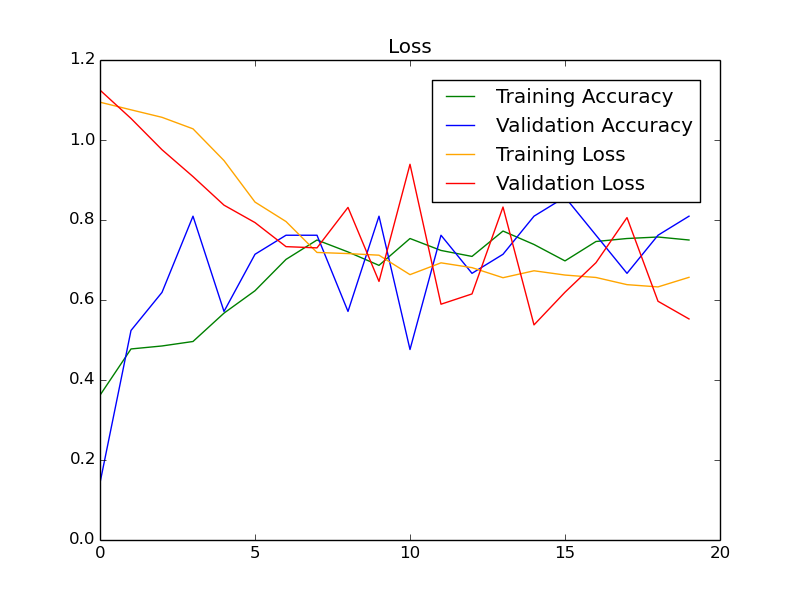 Loss
1.2
1.0
0.8
0.6
0.4
0.2
0.0
Training Accuracy
Validation Accuracy
Training Loss
Validation Loss
0 5 10 15 20